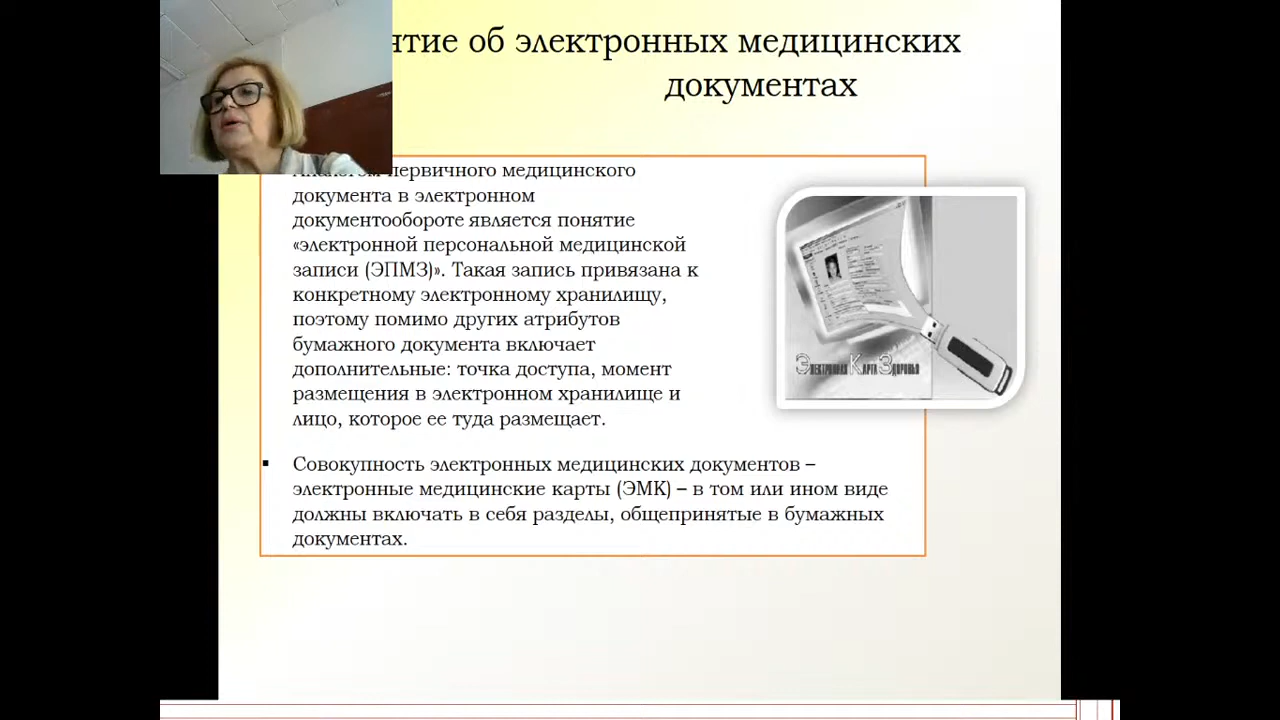 об электронных медицинских
документах
первичного медицинского
документа в электронном
документообороте является понятие
«электронной персональной медицинской
записи (ЭПМЗ)». Такая запись привязана к
конкретному электронному хранилищу,
поэтому помимо других атрибутов
бумажного документа включает
дополнительные: точка доступа, момент
размещения в электронном хранилище и
лицо, которое ее туда размещает.
Электронная Карта Здоровья
▪ Совокупность электронных медицинских документов –
электронные медицинские карты (ЭМК) – в том или ином виде
должны включать в себя разделы, общепринятые в бумажных
документах.